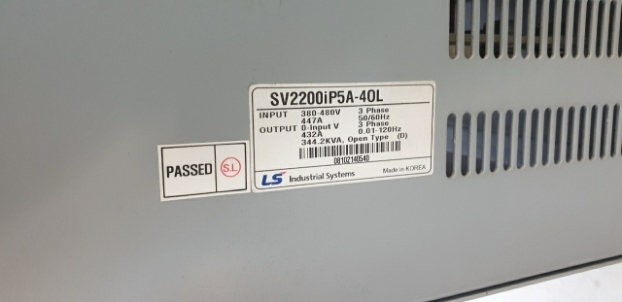 SV2200iP5A-4OL
INPUT 380-480V 3 Phase
447A 50/60Hz
OUTPUT 0-Input V 3 Phase
432A 0.01-120Hz
344.2KVA, Open Type (D)
08102140540
LS Industrial Systems Made in KOREA
PASSED S.L